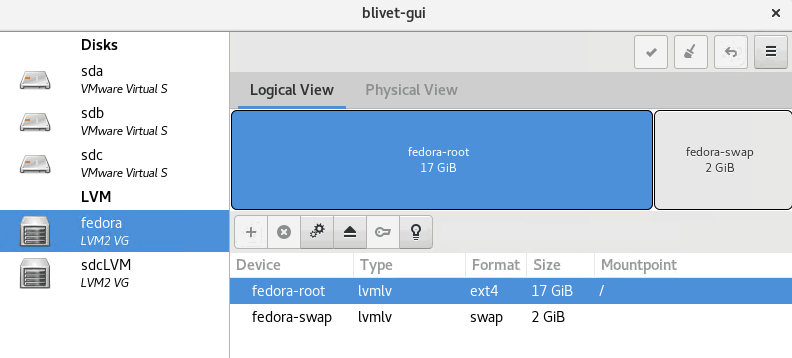 blivet-gui
Disks
sda
VMware Virtual S
sdb
VMware Virtual S
sdc
VMware Virtual S
LVM
fedora
LVM2 VG
sdcLVM
LVM2 VG
Logical View Physical View
fedora-root
17 GiB
fedora-swap
2 GiB
Device Type Format Size Mountpoint
fedora-root lvmlv ext4 17 GiB /
fedora-swap lvmlv swap 2 GiB